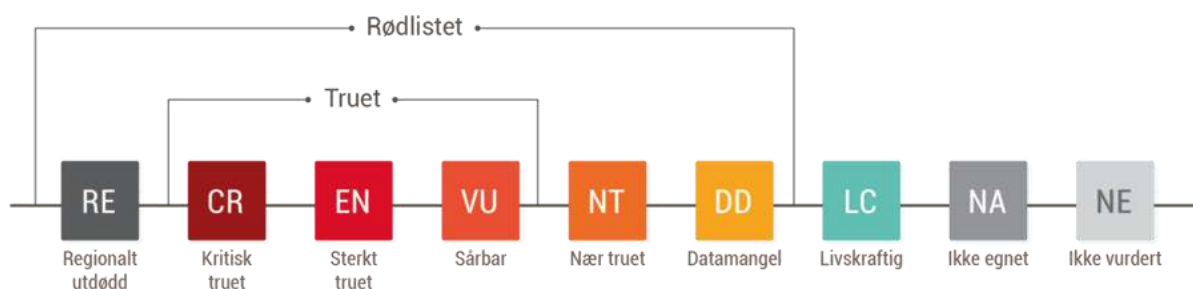 Rødlistet
Truet
RE CR EN VU NT DD LC NA NE
Regionalt utdødd
Kritisk truet
Sterkt truet
Sårbar
Nær truet
Datamangel
Livskraftig
Ikke egnet
Ikke vurdert